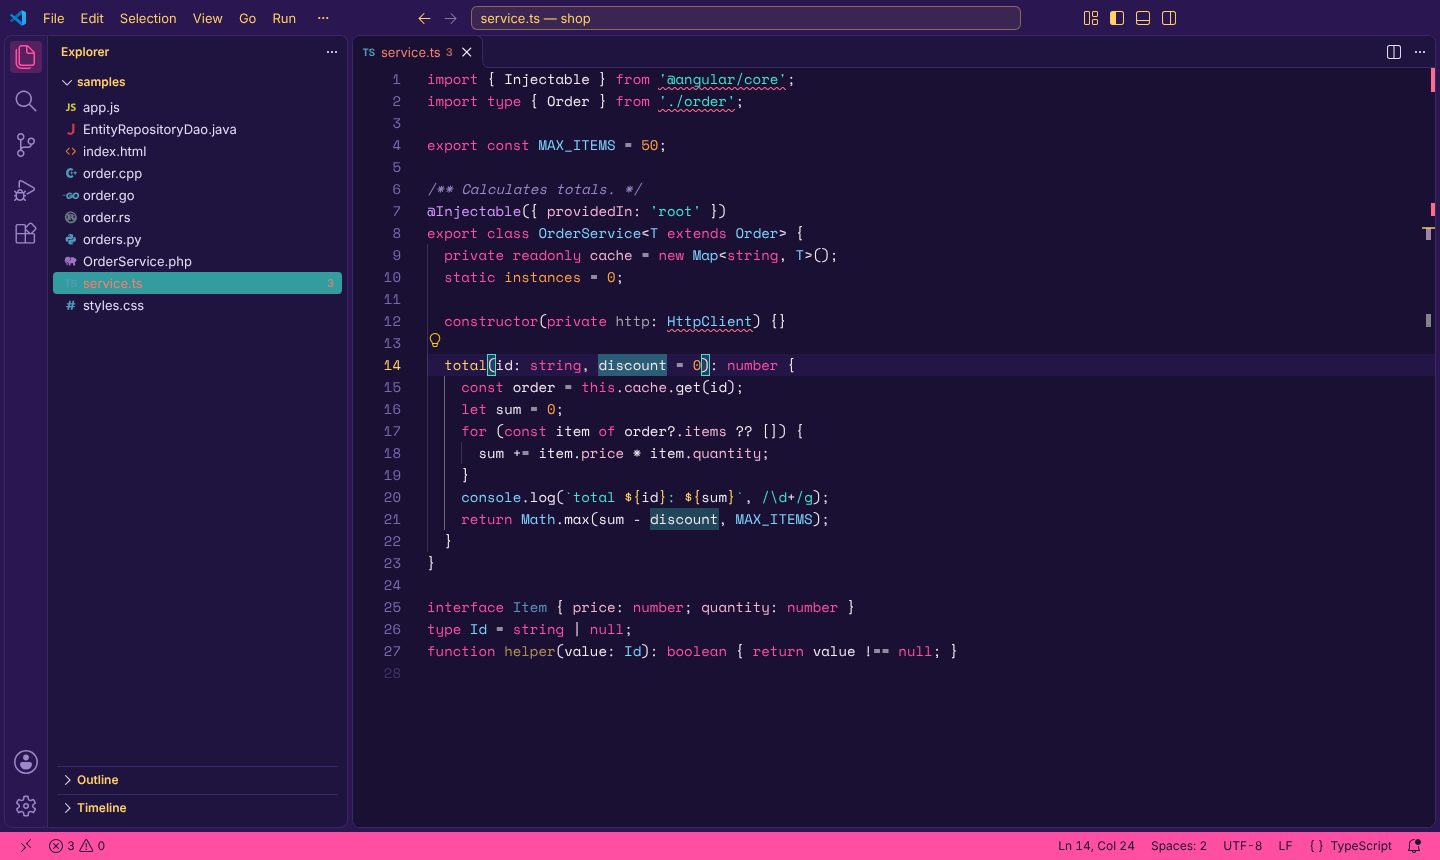 File Edit Selection View Go Run ···
service.ts — shop
Explorer
samples
JS app.js
J EntityRepositoryDao.java
<> index.html
C+ order.cpp
GO order.go
order.rs
orders.py
OrderService.php
TS service.ts 3
# styles.css
Outline
Timeline
TS service.ts 3
1 import { Injectable } from '@angular/core';
2 import type { Order } from './order';
3
4 export const MAX_ITEMS = 50;
5
6 /** Calculates totals. */
7 @Injectable({ providedIn: 'root' })
8 export class OrderService<T extends Order> {
9 private readonly cache = new Map<string, T>();
10 static instances = 0;
11
12 constructor(private http: HttpClient) {}
13
14 total(id: string, discount = 0): number {
15 const order = this.cache.get(id);
16 let sum = 0;
17 for (const item of order?.items ?? []) {
18 sum += item.price * item.quantity;
19 }
20 console.log(`total ${id}: ${sum}`, /\d+/g);
21 return Math.max(sum - discount, MAX_ITEMS);
22 }
23 }
24
25 interface Item { price: number; quantity: number }
26 type Id = string | null;
27 function helper(value: Id): boolean { return value !== null; }
28
3 0
Ln 14, Col 24 Spaces: 2 UTF-8 LF { } TypeScript